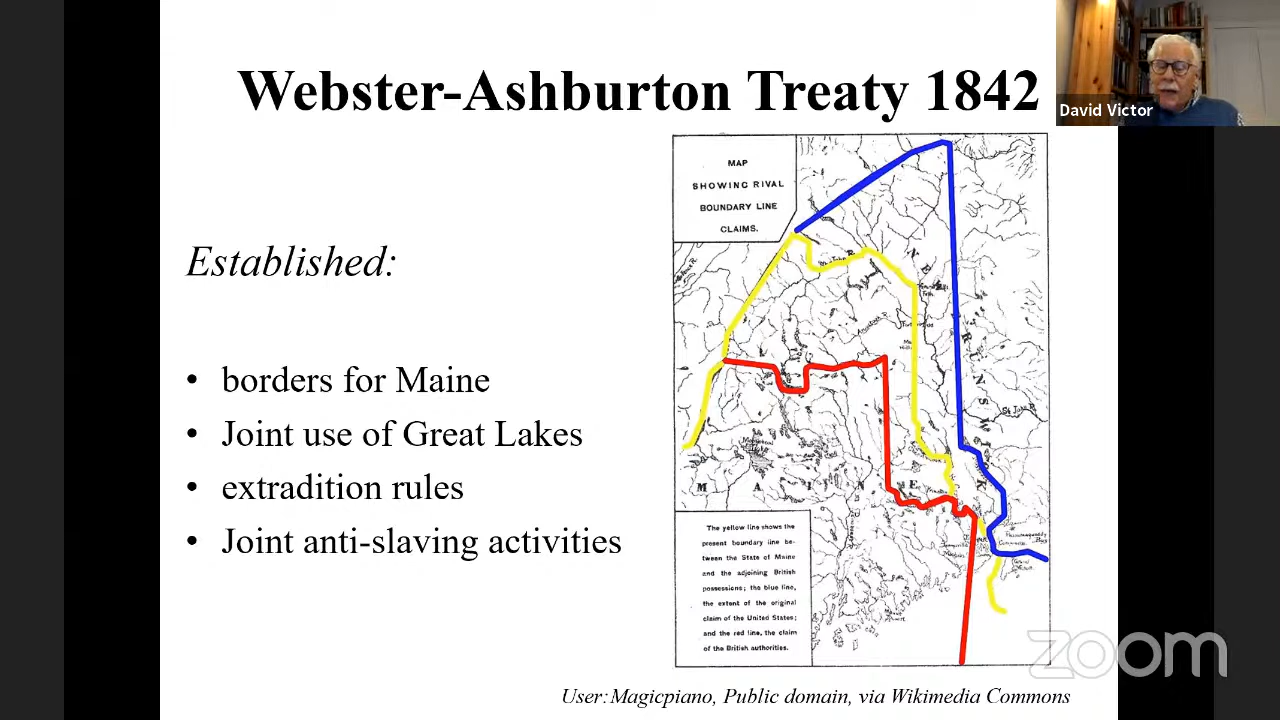 Webster-Ashburton Treaty 1842
David Victor
MAP
SHOWING RIVAL
BOUNDARY LINE
CLAIMS.
Established:
• borders for Maine
• Joint use of Great Lakes
• extradition rules
• Joint anti-slaving activities
N. B R U N S W K
St John R.
M A I N E
The yellow line shows the
present boundary line be-
tween the State of Maine
and the adjoining British
possessions; the blue line,
the extent of the original
claim of the United States;
and the red line, the claim
of the British authorities.
zoom
User:Magicpiano, Public domain, via Wikimedia Commons